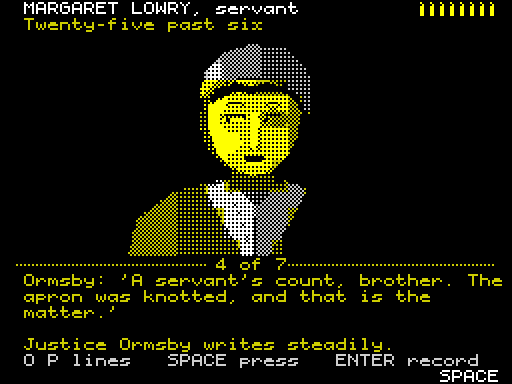 MARGARET LOWRY, servant
Twenty-five past six
4 of 7
Ormsby: 'A servant's count, brother. The
apron was knotted, and that is the
matter.'
Justice Ormsby writes steadily.
O P lines   SPACE press   ENTER record
SPACE